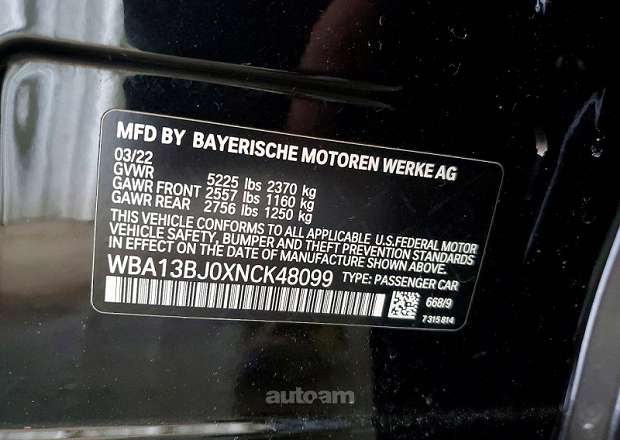 MFD BY BAYERISCHE MOTOREN WERKE AG
03/22
GVWR 5225 lbs 2370 kg
GAWR FRONT 2557 lbs 1160 kg
GAWR REAR 2756 lbs 1250 kg
THIS VEHICLE CONFORMS TO ALL APPLICABLE U.S.FEDERAL MOTOR
VEHICLE SAFETY, BUMPER AND THEFT PREVENTION STANDARDS
IN EFFECT ON THE DATE OF MANUFACTURE SHOWN ABOVE.
WBA13BJ0XNCK48099 TYPE: PASSENGER CAR
668/9
7 315 814
autoam